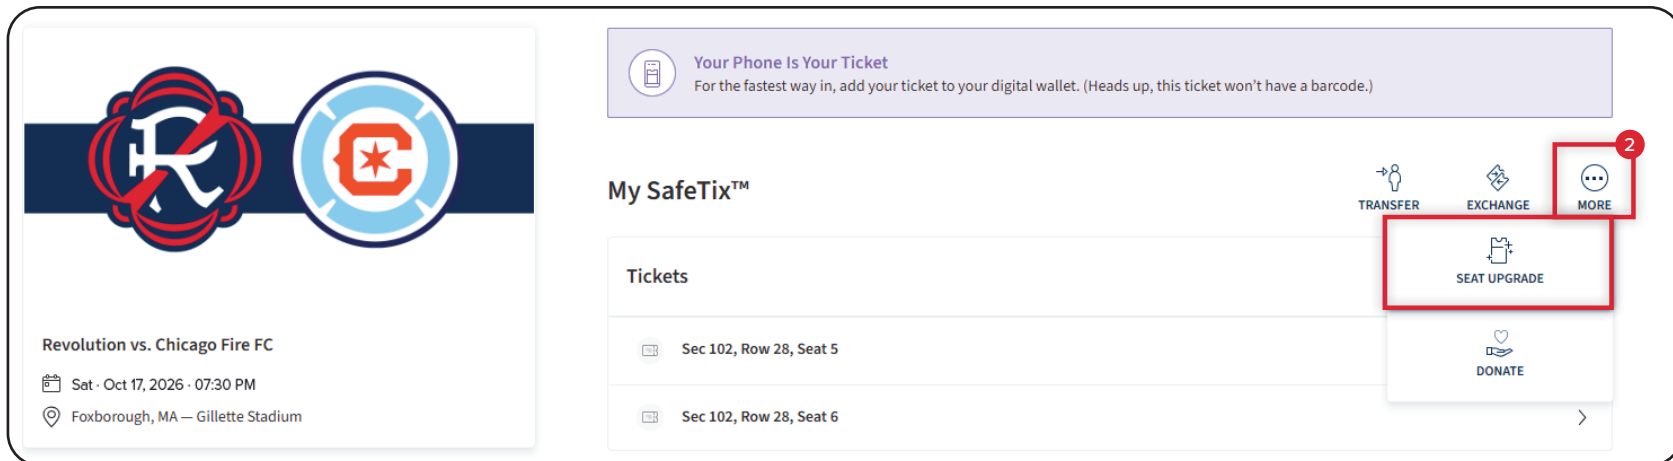 Your Phone Is Your Ticket
For the fastest way in, add your ticket to your digital wallet. (Heads up, this ticket won't have a barcode.)
2
My SafeTix™
TRANSFER
EXCHANGE
MORE
SEAT UPGRADE
DONATE
Tickets
Sec 102, Row 28, Seat 5
Sec 102, Row 28, Seat 6
R
C
Revolution vs. Chicago Fire FC
Sat · Oct 17, 2026 · 07:30 PM
Foxborough, MA — Gillette Stadium